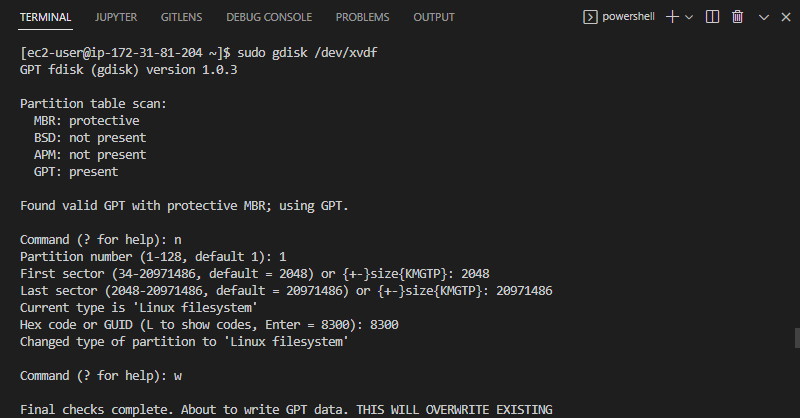 TERMINAL JUPYTER GITLENS DEBUG CONSOLE PROBLEMS OUTPUT powershell
[ec2-user@ip-172-31-81-204 ~]$ sudo gdisk /dev/xvdf
GPT fdisk (gdisk) version 1.0.3
Partition table scan:
MBR: protective
BSD: not present
APM: not present
GPT: present
Found valid GPT with protective MBR; using GPT.
Command (? for help): n
Partition number (1-128, default 1): 1
First sector (34-20971486, default = 2048) or {+-}size{KMGTP}: 2048
Last sector (2048-20971486, default = 20971486) or {+-}size{KMGTP}: 20971486
Current type is 'Linux filesystem'
Hex code or GUID (L to show codes, Enter = 8300): 8300
Changed type of partition to 'Linux filesystem'
Command (? for help): w
Final checks complete. About to write GPT data. THIS WILL OVERWRITE EXISTING